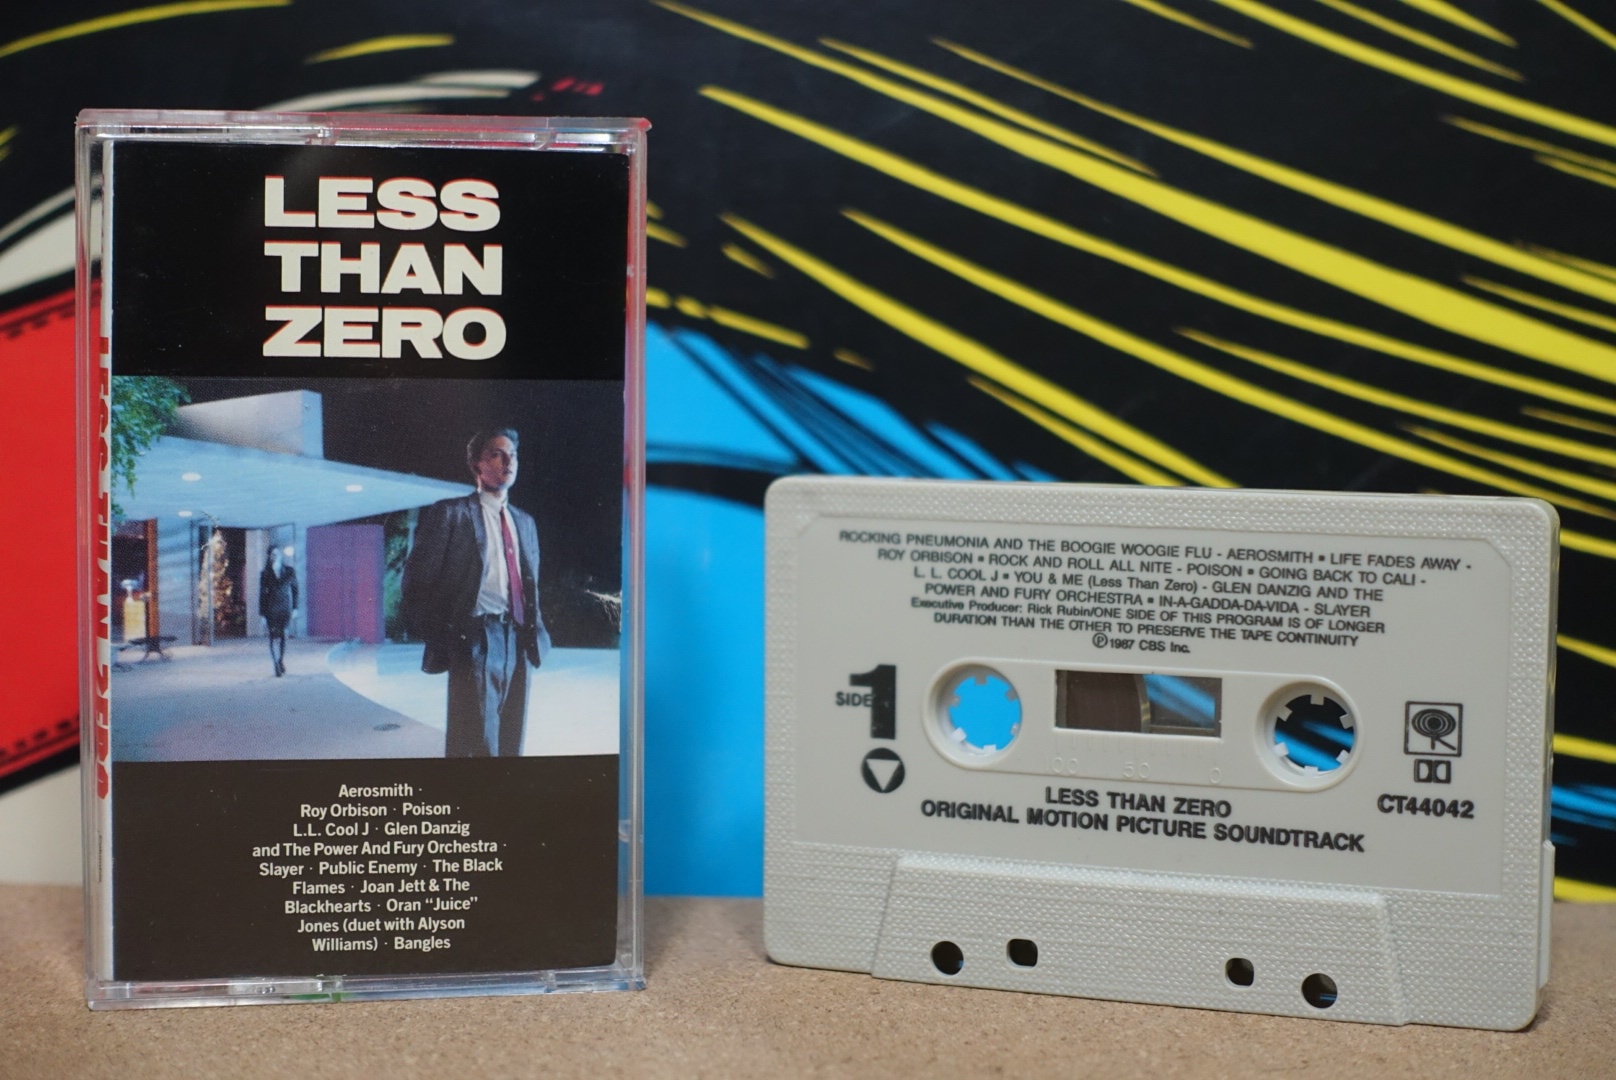 LESS
THAN
ZERO
LESS THAN ZERO
Aerosmith ·
Roy Orbison · Poison ·
L.L. Cool J · Glen Danzig
and The Power And Fury Orchestra ·
Slayer · Public Enemy · The Black
Flames · Joan Jett & The
Blackhearts · Oran "Juice"
Jones (duet with Alyson
Williams) · Bangles
ROCKING PNEUMONIA AND THE BOOGIE WOOGIE FLU - AEROSMITH ▪ LIFE FADES AWAY -
ROY ORBISON ▪ ROCK AND ROLL ALL NITE - POISON ▪ GOING BACK TO CALI -
L. L. COOL J ▪ YOU & ME (Less Than Zero) - GLEN DANZIG AND THE
POWER AND FURY ORCHESTRA ▪ IN-A-GADDA-DA-VIDA - SLAYER
Executive Producer: Rick Rubin/ONE SIDE OF THIS PROGRAM IS OF LONGER
DURATION THAN THE OTHER TO PRESERVE THE TAPE CONTINUITY
Ⓟ1987 CBS Inc.
SIDE 1
100 50 0
CT44042
LESS THAN ZERO
ORIGINAL MOTION PICTURE SOUNDTRACK